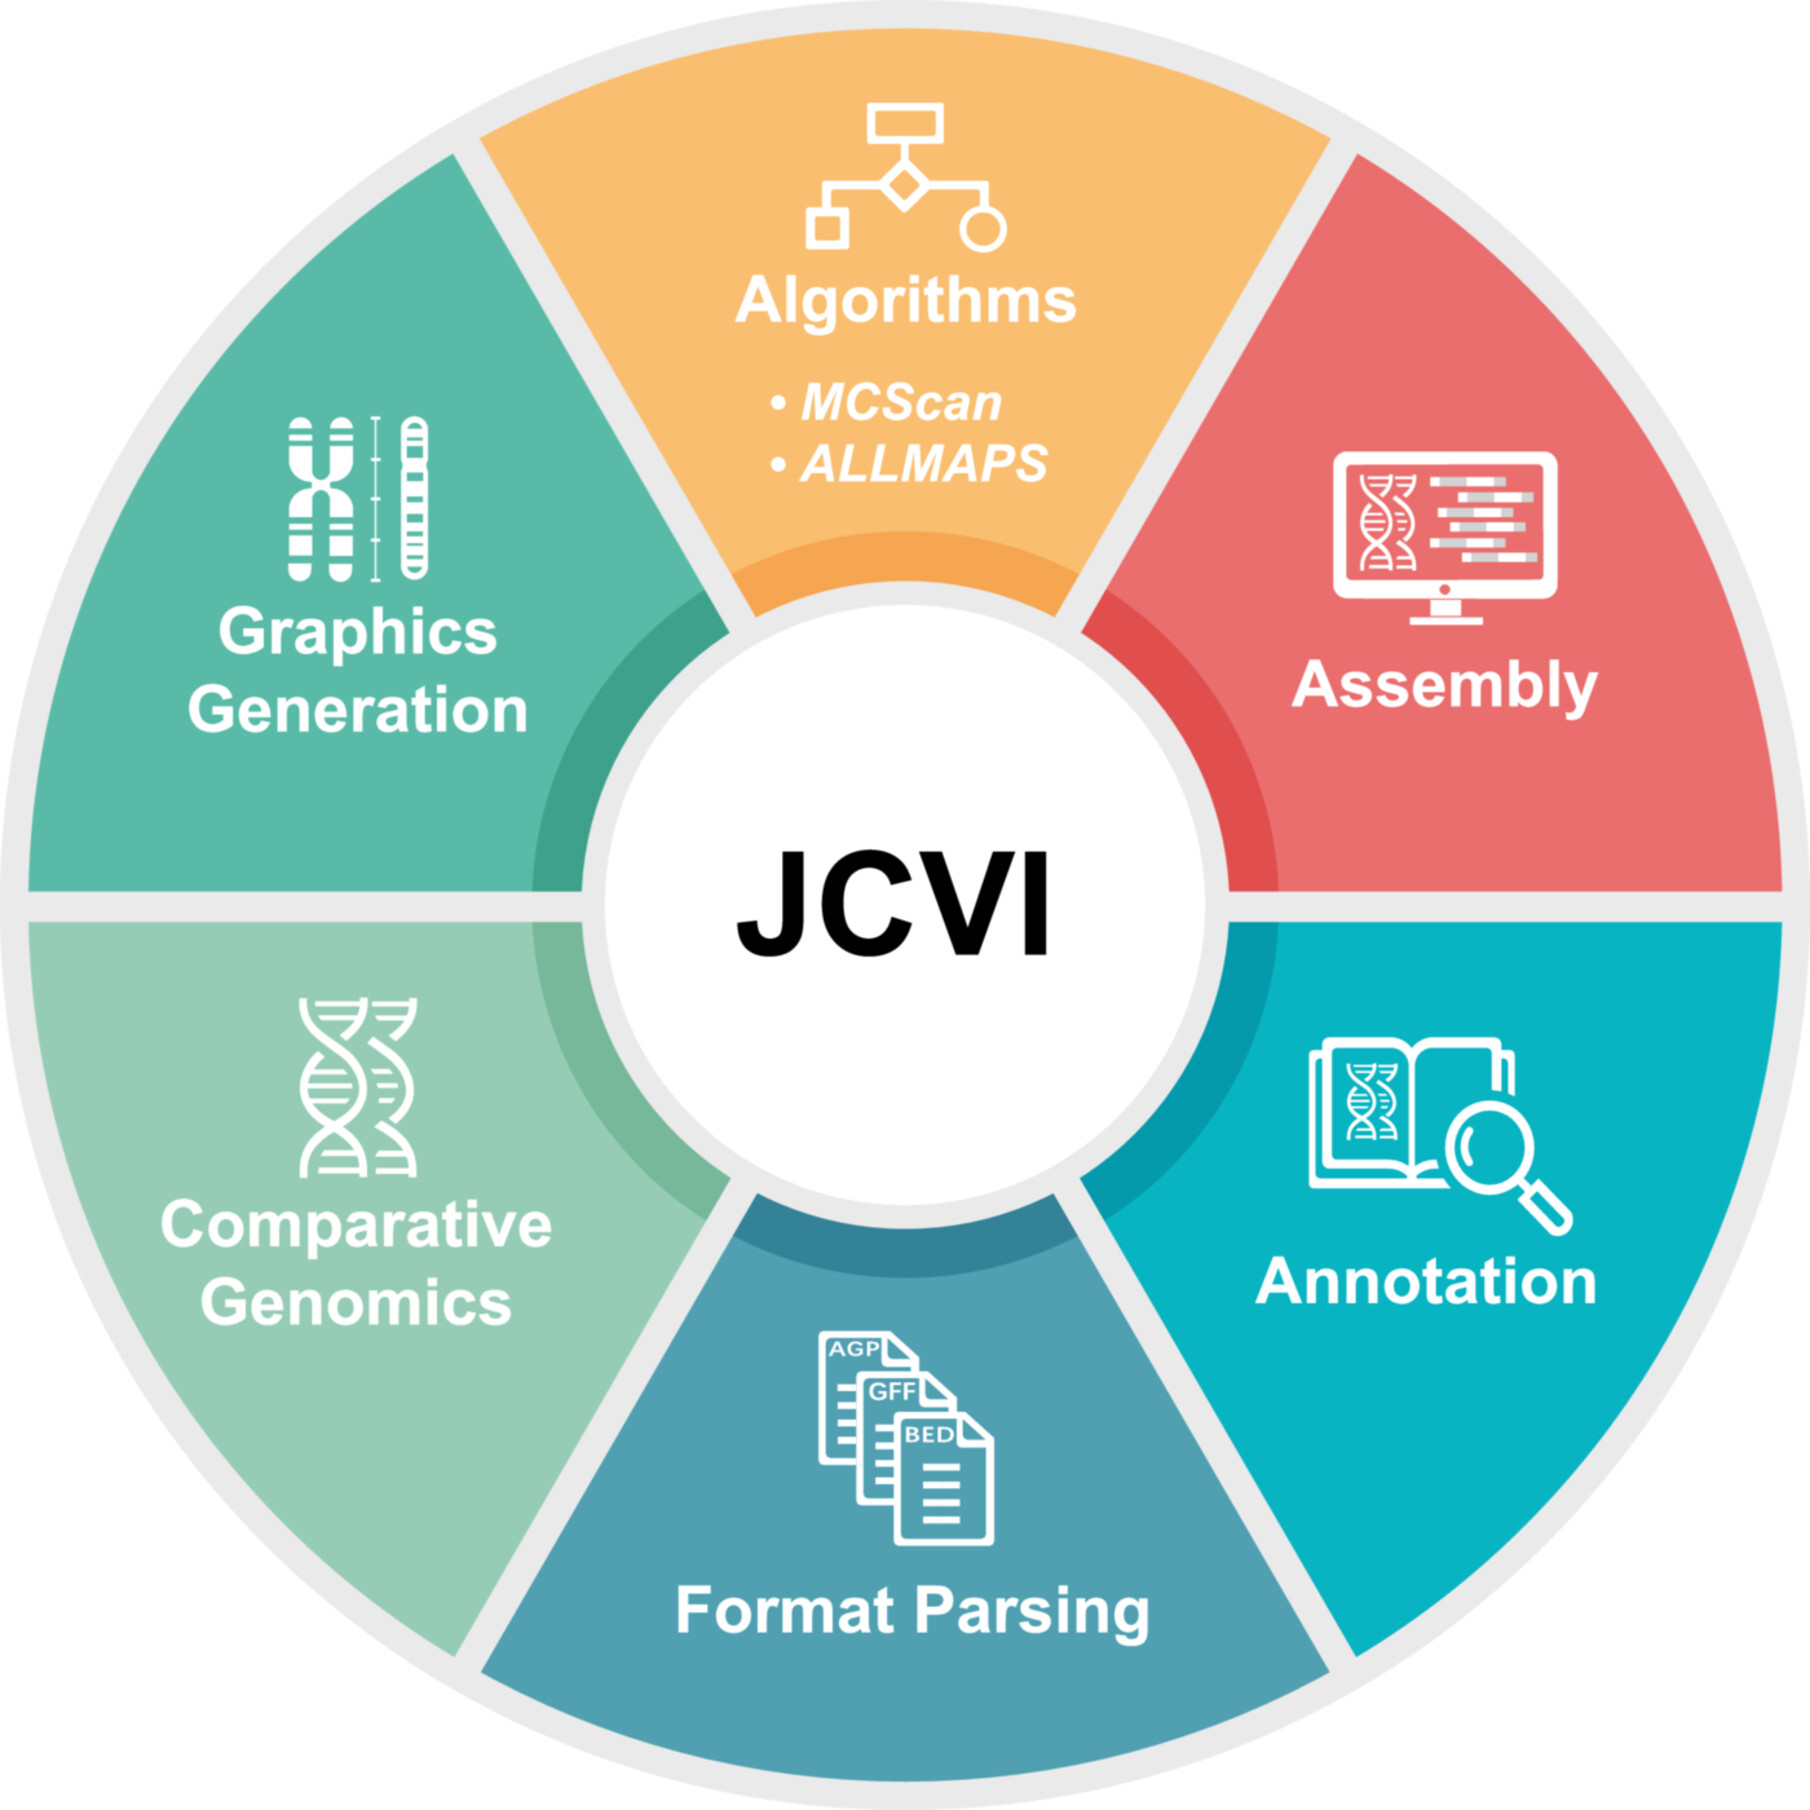 Algorithms
• MCScan
• ALLMAPS
Assembly
Annotation
AGP
GFF
BED
Format Parsing
Comparative
Genomics
Graphics
Generation
JCVI